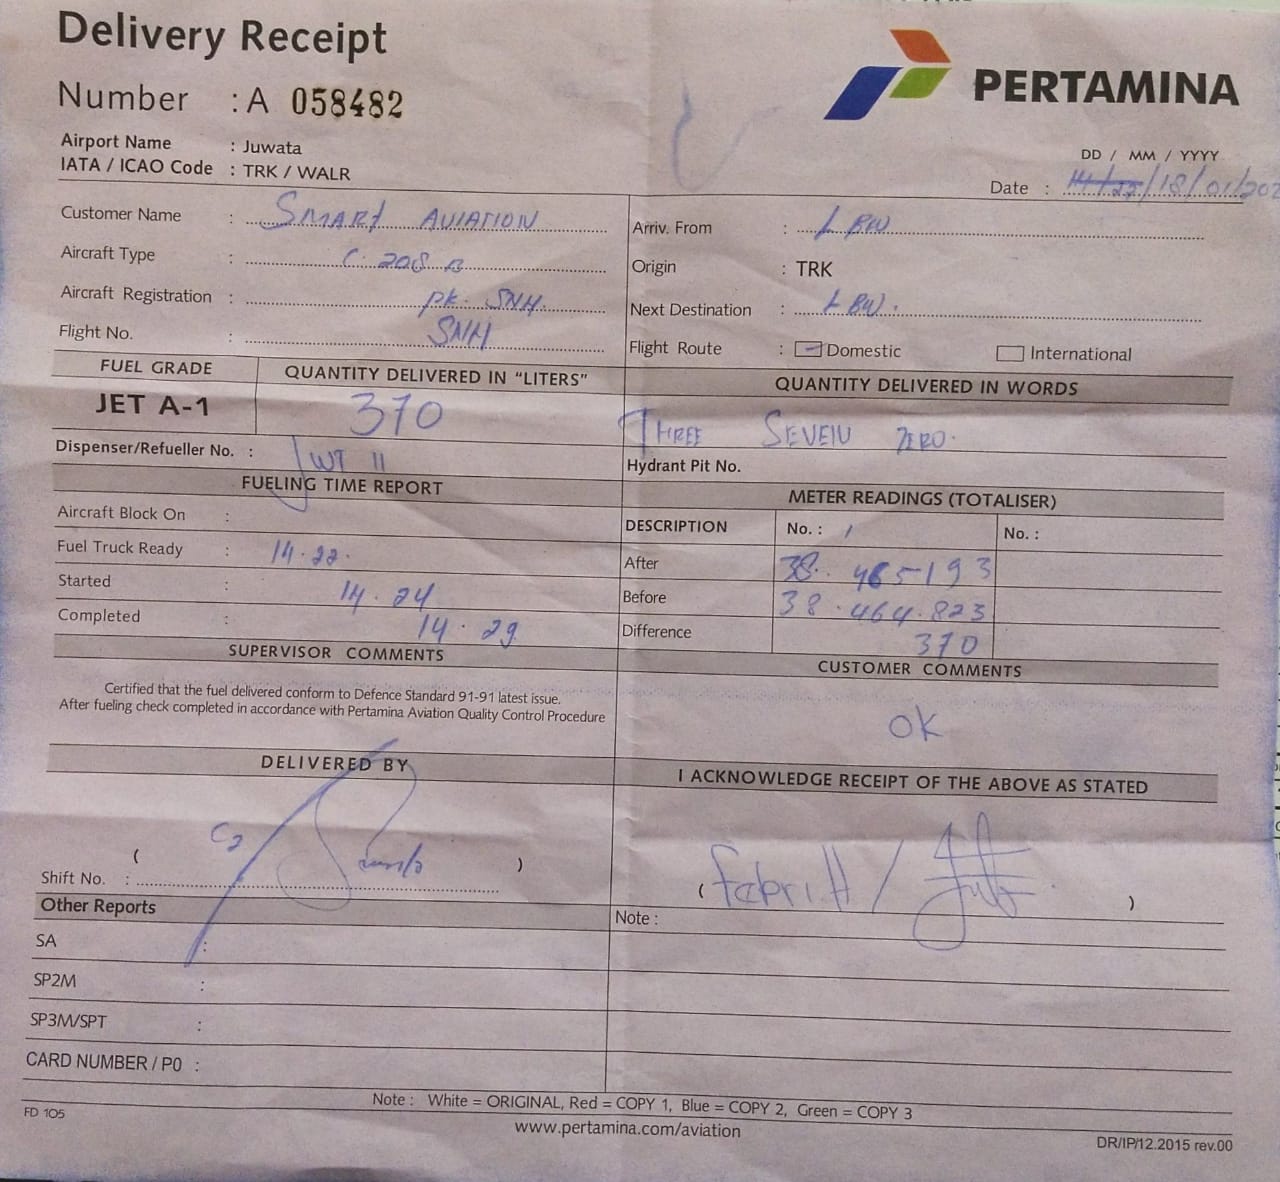 Delivery Receipt
PERTAMINA
Number : A 058482
Airport Name : Juwata
IATA / ICAO Code : TRK / WALR
DD / MM / YYYY
Date : /18/01/202
Customer Name : SMART AVIATION
Arriv. From : LBW
Aircraft Type : C 208 B
Origin : TRK
Aircraft Registration : PK. SNH.
Next Destination : LBW.
Flight No. : SNH
Flight Route : Domestic International
FUEL GRADE QUANTITY DELIVERED IN “LITERS” QUANTITY DELIVERED IN WORDS
JET A-1 370 THREE SEVEN ZERO.
Dispenser/Refueller No. : JWT 11
Hydrant Pit No.
FUELING TIME REPORT METER READINGS (TOTALISER)
Aircraft Block On :
DESCRIPTION No. : 1 No. :
Fuel Truck Ready : 14.22.
After 38. 465193
Started : 14.24
Before 38.464.823
Completed : 14.29
Difference 370
SUPERVISOR COMMENTS CUSTOMER COMMENTS
Certified that the fuel delivered conform to Defence Standard 91-91 latest issue.
After fueling check completed in accordance with Pertamina Aviation Quality Control Procedure
OK
DELIVERED BY I ACKNOWLEDGE RECEIPT OF THE ABOVE AS STATED
( )
( / )
Shift No. :
Other Reports
Note :
SA :
SP2M :
SP3M/SPT :
CARD NUMBER / P0 :
Note : White = ORIGINAL, Red = COPY 1, Blue = COPY 2, Green = COPY 3
FD 105
www.pertamina.com/aviation
DR/IP/12.2015 rev.00